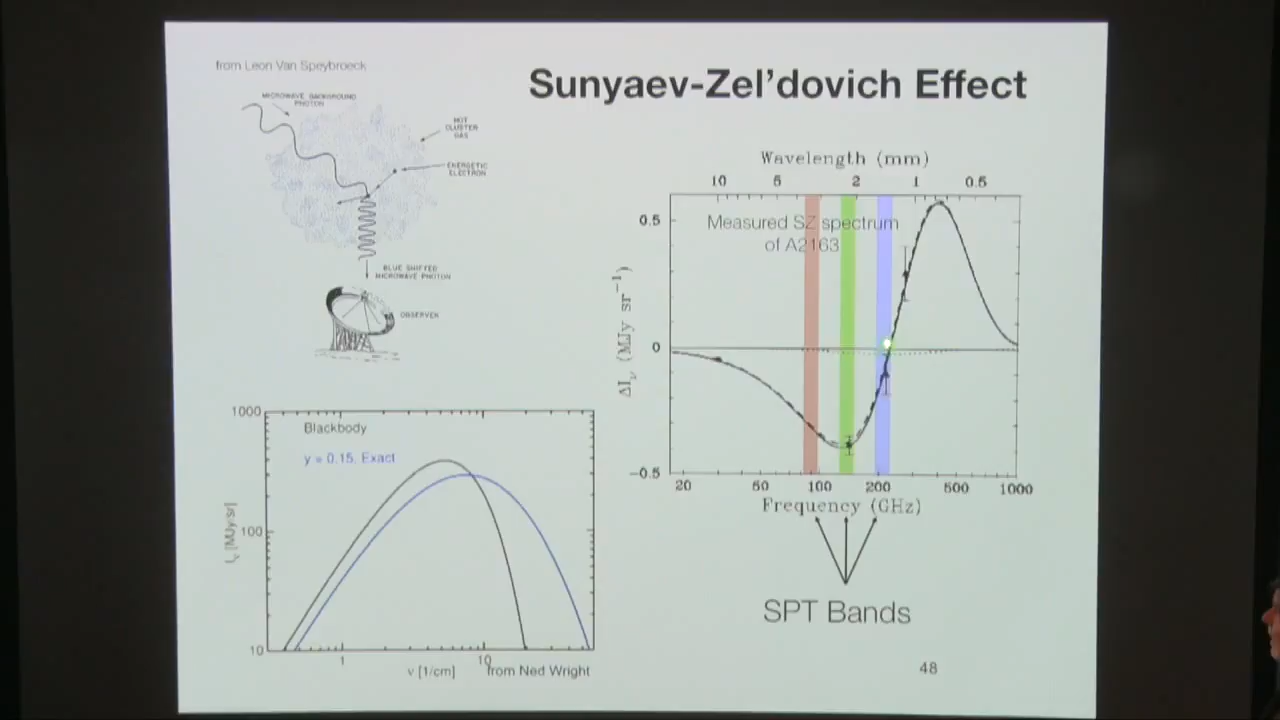 from Leon Van Speybroeck
Sunyaev-Zel'dovich Effect
MICROWAVE BACKGROUND
PHOTON
HOT
CLUSTER
GAS
ENERGETIC
ELECTRON
BLUE SHIFTED
MICROWAVE PHOTON
OBSERVER
Wavelength (mm)
10 5 2 1 0.5
Measured SZ spectrum
of A2163
0.5
0
−0.5
ΔIν (MJy sr⁻¹)
20 50 100 200 500 1000
Frequency (GHz)
SPT Bands
1000
100
10
Blackbody
y = 0.15, Exact
Iν [MJy/sr]
1 10
ν [1/cm]
from Ned Wright
48